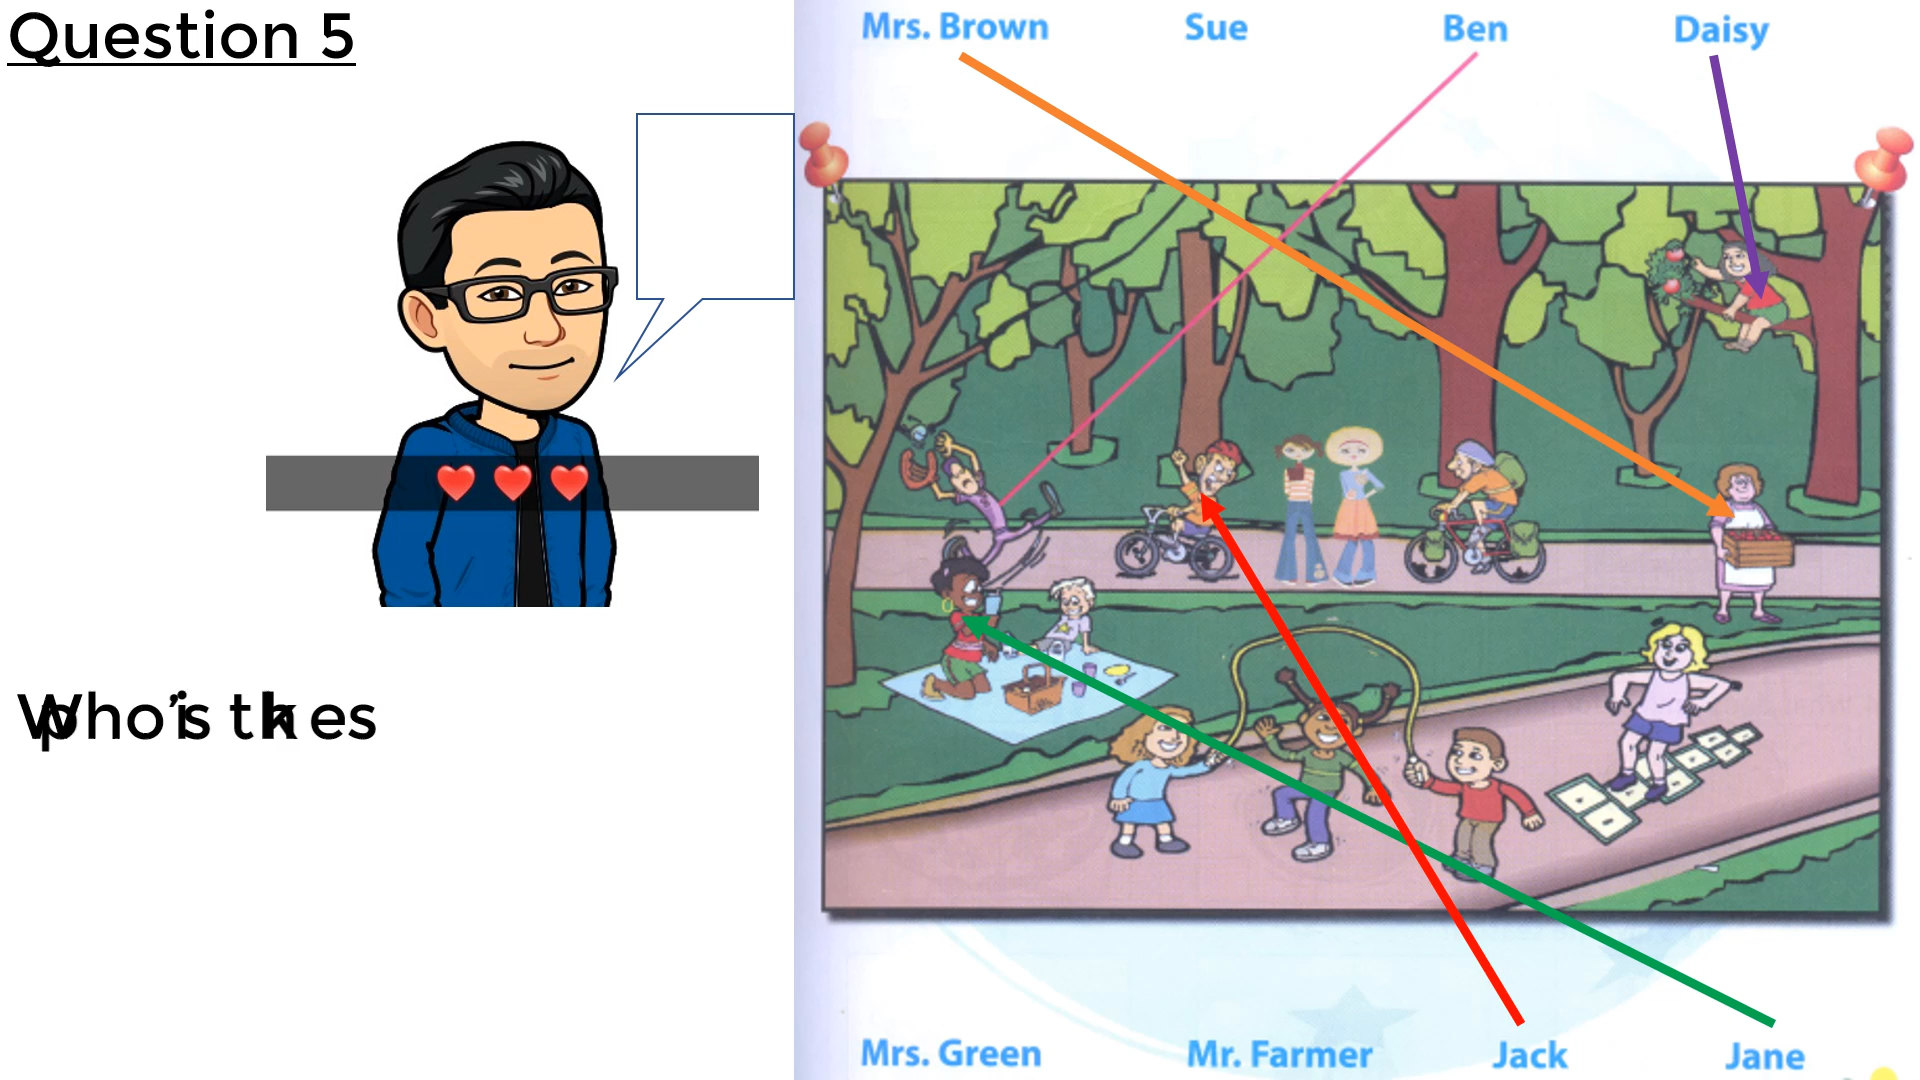 Question 5
Mrs. Brown Sue Ben Daisy
Mrs. Green Mr. Farmer Jack Jane